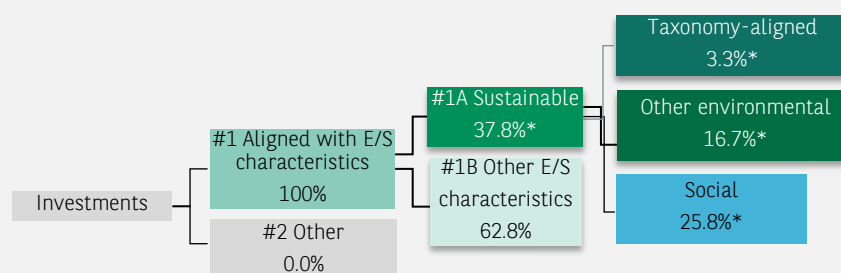 Investments
#1 Aligned with E/S
characteristics
100%
#2 Other
0.0%
#1A Sustainable
37.8%*
#1B Other E/S
characteristics
62.8%
Taxonomy-aligned
3.3%*
Other environmental
16.7%*
Social
25.8%*